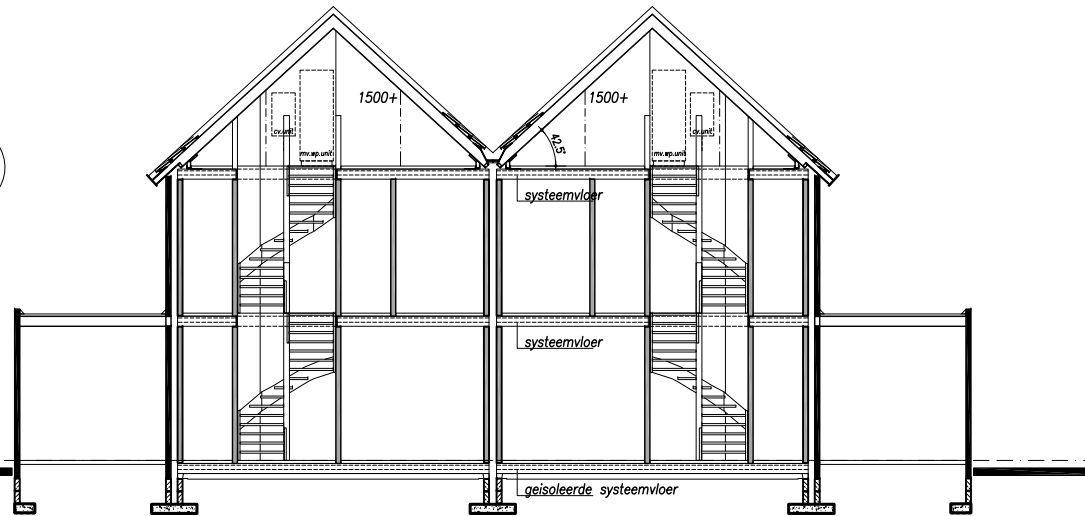 1500+
1500+
cv.unit
cv.unit
mv.wp.unit
mv.wp.unit
42.5°
systeemvloer
systeemvloer
geisoleerde systeemvloer